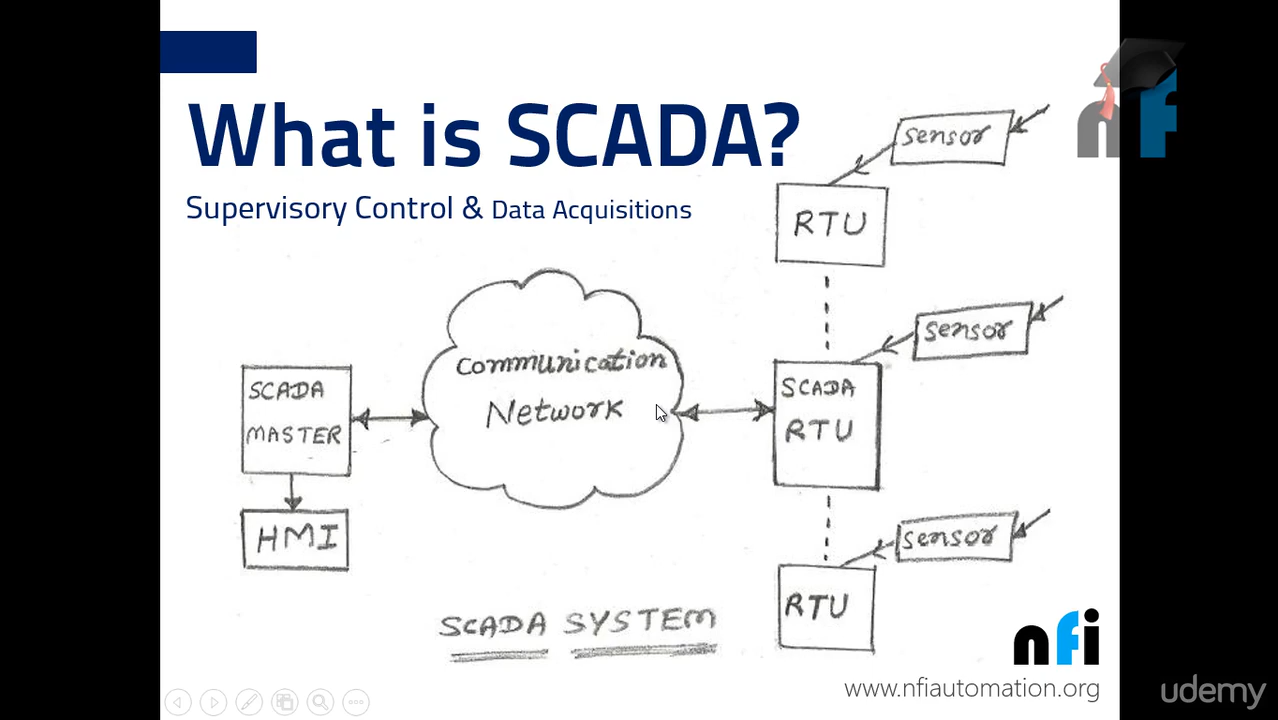 What is SCADA?
Supervisory Control & Data Acquisitions
sensor
RTU
sensor
Communication
Network
SCADA
MASTER
SCADA
RTU
HMI
sensor
RTU
SCADA SYSTEM
nf
nfi
www.nfiautomation.org
udemy